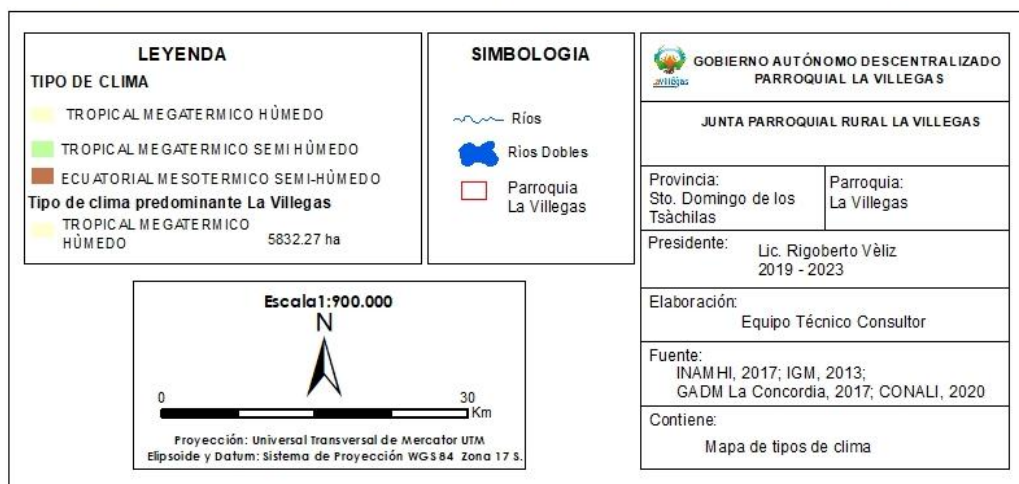 LEYENDA
TIPO DE CLIMA
TROPICAL MEGATERMICO HÙMEDO
TROPICAL MEGATERMICO SEMI HÙMEDO
ECUATORIAL MESOTERMICO SEMI-HÙMEDO
Tipo de clima predominante La Villegas
TROPICAL MEGATERMICO
HÙMEDO 5832.27 ha
SIMBOLOGIA
Ríos
Rìos Dobles
Parroquia
La Villegas
Escala1:900.000
N
0 30
Km
Proyección: Universal Transversal de Mercator UTM
Elipsoide y Datum: Sistema de Proyección WGS 84 Zona 17 S.
GOBIERNO AUTÓNOMO DESCENTRALIZADO
PARROQUIAL LA VILLEGAS
JUNTA PARROQUIAL RURAL LA VILLEGAS
Provincia:
Sto. Domingo de los
Tsàchilas
Parroquia:
La Villegas
Presidente:
Lic. Rigoberto Vèliz
2019 - 2023
Elaboración:
Equipo Técnico Consultor
Fuente:
INAMHI, 2017; IGM, 2013;
GADM La Concordia, 2017; CONALI, 2020
Contiene:
Mapa de tipos de clima